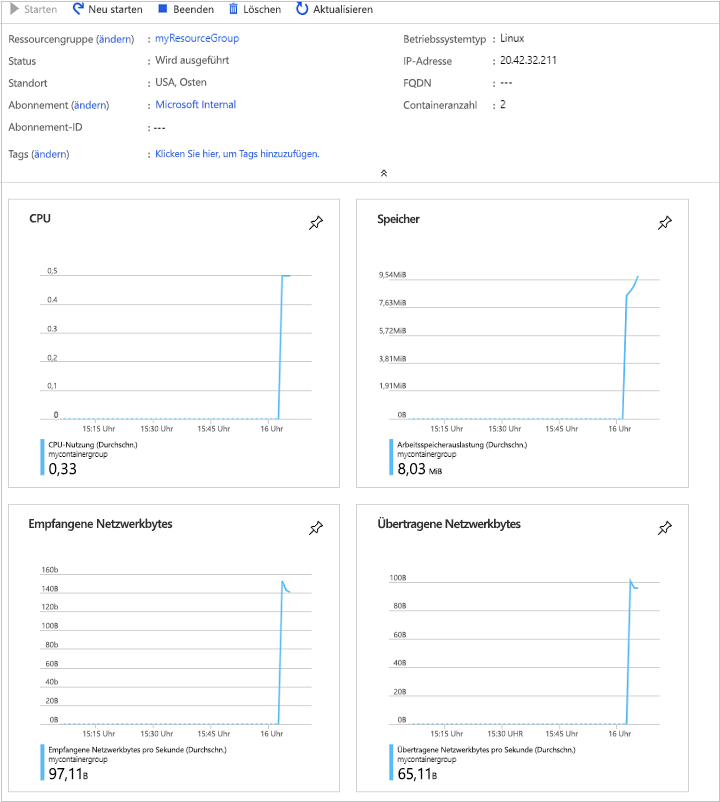 Starten Neu starten Beenden Löschen Aktualisieren
Ressourcengruppe (ändern) : myResourceGroup
Status : Wird ausgeführt
Standort : USA, Osten
Abonnement (ändern) : Microsoft Internal
Abonnement-ID : ---
Tags (ändern) : Klicken Sie hier, um Tags hinzuzufügen.
Betriebssystemtyp : Linux
IP-Adresse : 20.42.32.211
FQDN : ---
Containeranzahl : 2
CPU
0,5
0.4
0.3
0,2
0,1
0
15:15 Uhr 15:30 Uhr 15:45 Uhr 16 Uhr
CPU-Nutzung (Durchschn.)
mycontainergroup
0,33
Speicher
9,54MiB
7,63MiB
5,72MiB
3,81MiB
1,91MiB
0B
15:15 Uhr 15:30 Uhr 15:45 Uhr 16 Uhr
Arbeitsspeicherauslastung (Durchschn.)
mycontainergroup
8,03 MiB
Empfangene Netzwerkbytes
160b
140B
120b
100B
80b
60B
40b
20B
0B
15:15 Uhr 15:30 Uhr 15:45 Uhr 16 Uhr
Empfangene Netzwerkbytes pro Sekunde (Durchschn.)
mycontainergroup
97,11B
Übertragene Netzwerkbytes
100B
80B
60B
40B
20B
0B
15:15 Uhr 15:30 UHR 15:45 Uhr 16 Uhr
Übertragene Netzwerkbytes pro Sekunde (Durchschn.)
mycontainergroup
65,11B